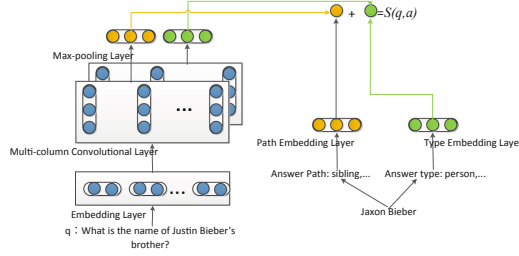 + =S(q,a)
Max-pooling Layer
...
Multi-column Convolutional Layer
Path Embedding Layer
Type Embedding Laye
Answer Path: sibling,...
Answer type: person,...
...
Embedding Layer
Jaxon Bieber
q：What is the name of Justin Bieber's
brother?